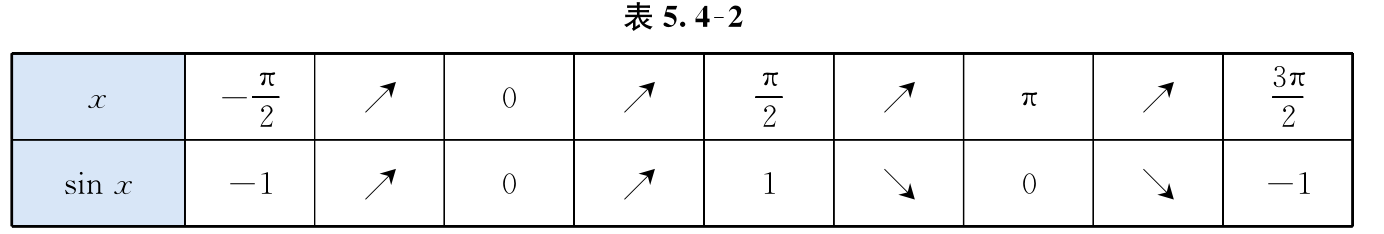 表 5.4-2
x −π/2 ↗ 0 ↗ π/2 ↗ π ↗ 3π/2
sin x −1 ↗ 0 ↗ 1 ↘ 0 ↘ −1